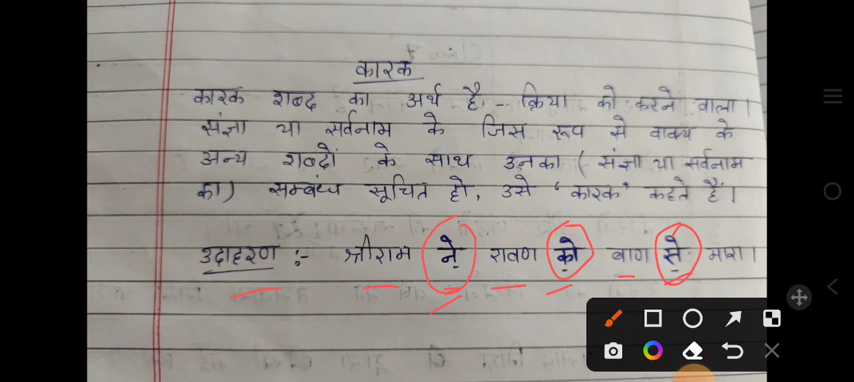 कारक
कारक शब्द का अर्थ है - क्रिया को करने वाला।
संज्ञा या सर्वनाम के जिस रूप से वाक्य के
अन्य शब्दों के साथ उनका ( संज्ञा या सर्वनाम
का) सम्बंध सूचित हो, उसे 'कारक' कहते हैं।
उदाहरण :- श्रीराम ने रावण को बाण से मारा।